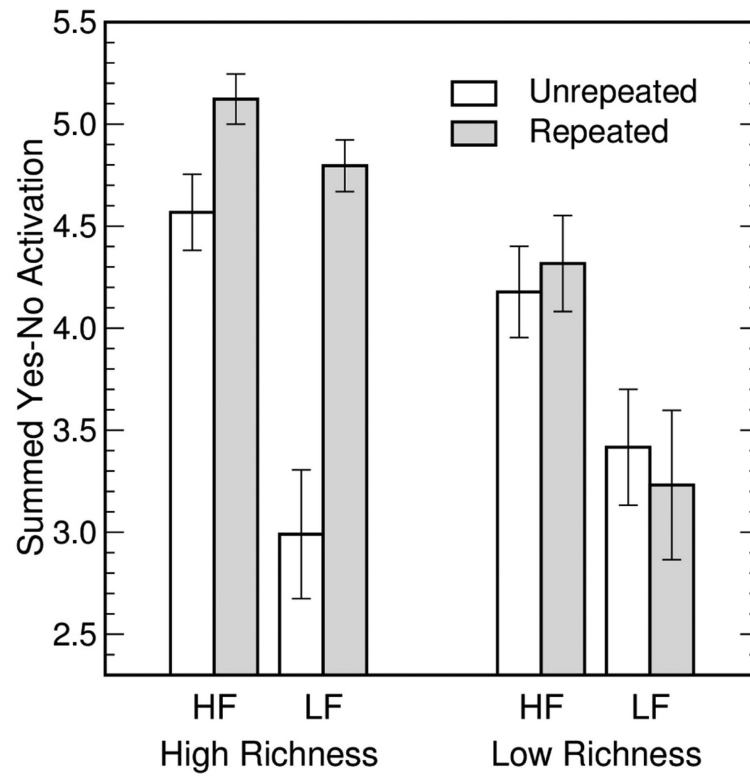 Summed Yes-No Activation
5.5
5.0
4.5
4.0
3.5
3.0
2.5
Unrepeated
Repeated
HF LF HF LF
High Richness Low Richness